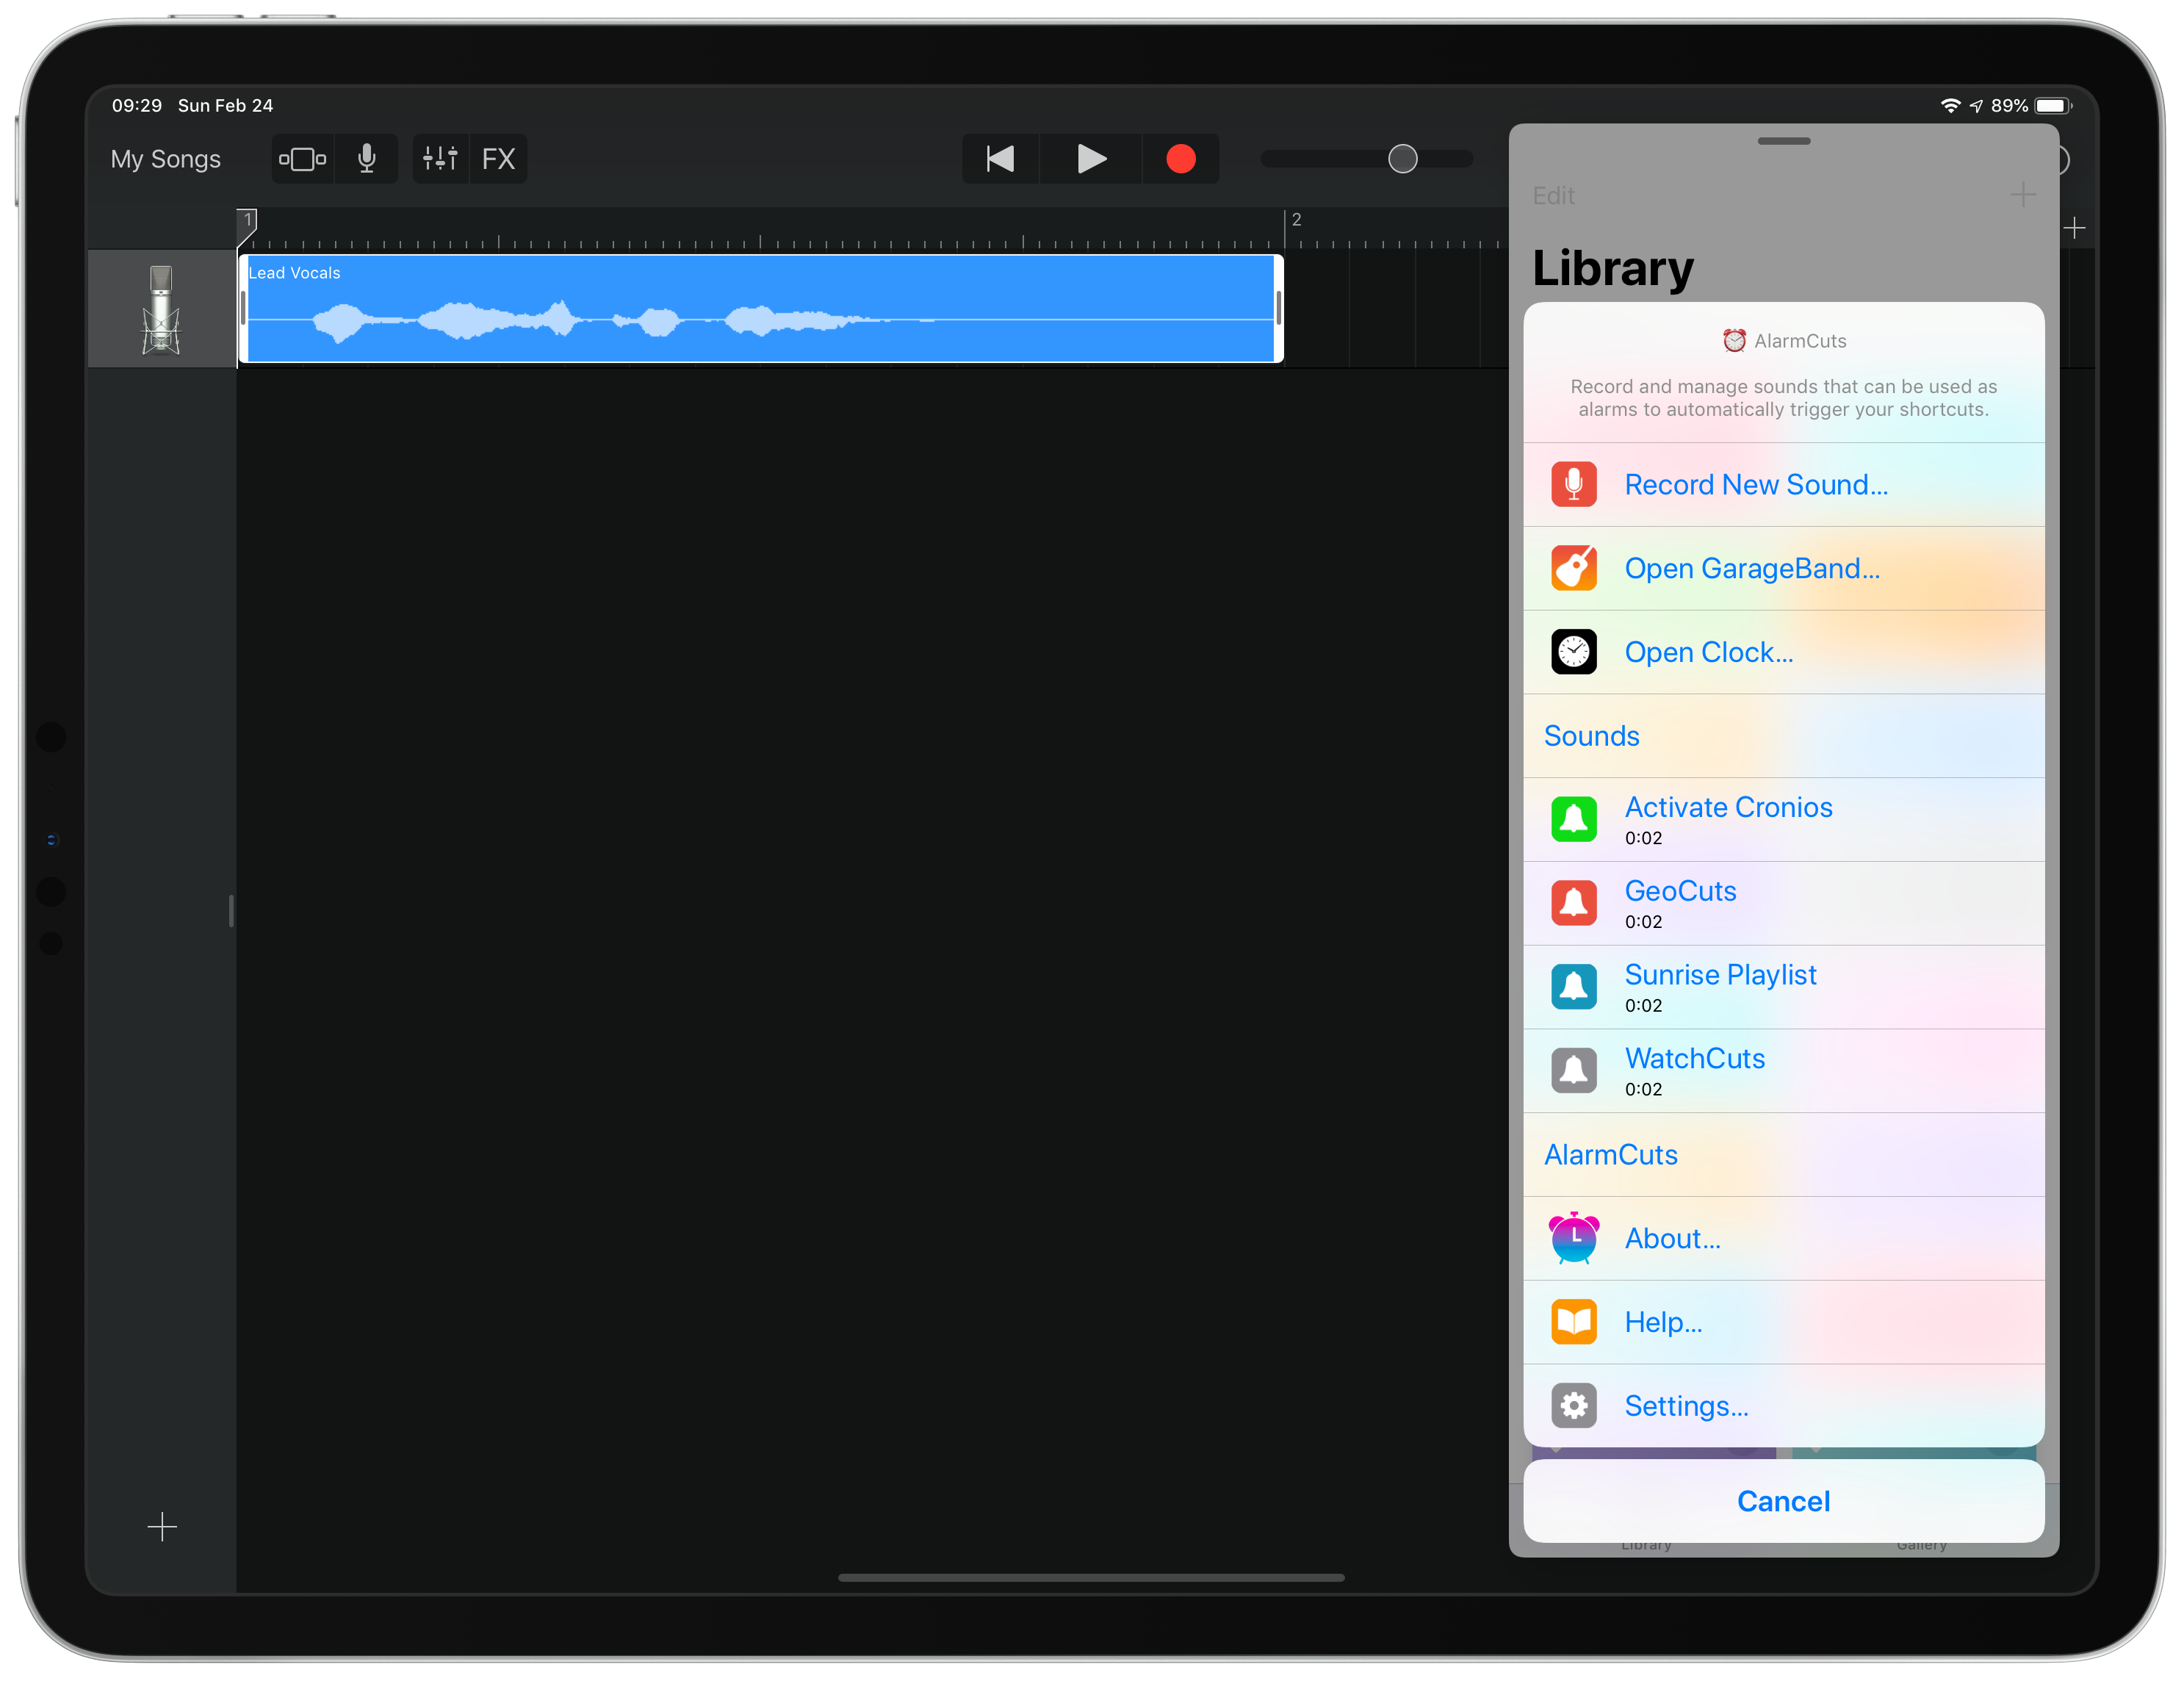 09:29 Sun Feb 24
89%
My Songs
FX
1
2
Lead Vocals
Edit
Library
AlarmCuts
Record and manage sounds that can be used as
alarms to automatically trigger your shortcuts.
Record New Sound...
Open GarageBand...
Open Clock...
Sounds
Activate Cronios
0:02
GeoCuts
0:02
Sunrise Playlist
0:02
WatchCuts
0:02
AlarmCuts
About...
Help...
Settings...
Cancel
Library
Gallery